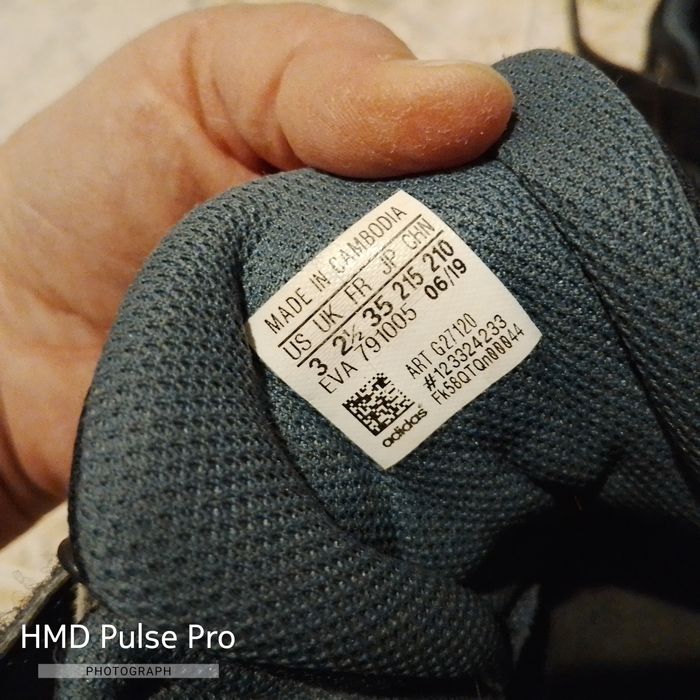 MADE IN CAMBODIA
US UK FR JP CHN
3 2½ 35 215 210
EVA 791005 06/19
ART G27120
#123324233
adidas
HMD Pulse Pro
PHOTOGRAPH